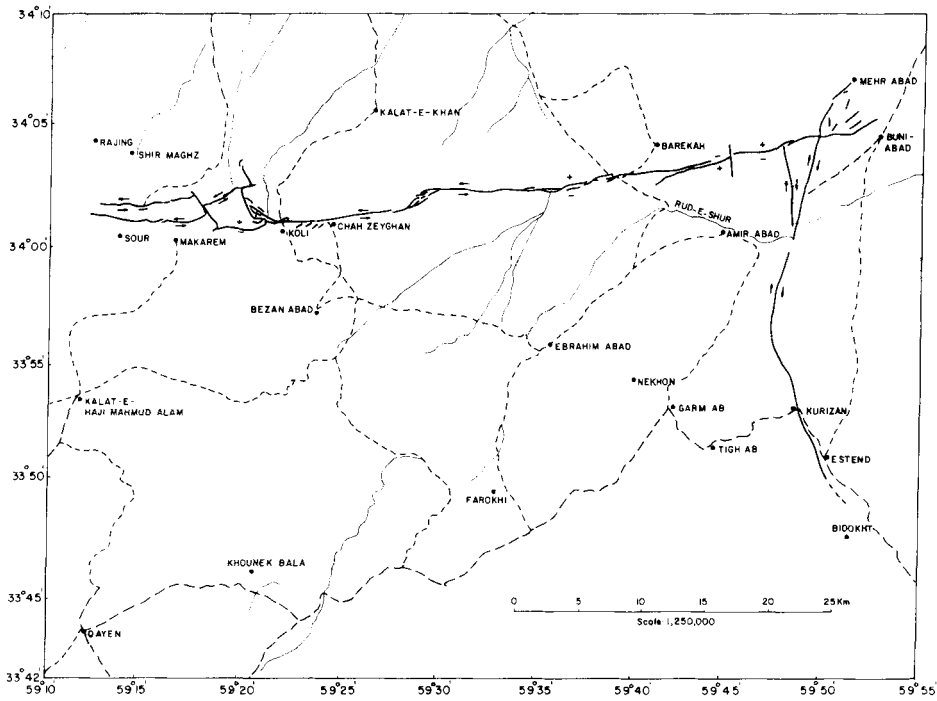 34°10'
MEHR ABAD
KALAT-E-KHAN
34°05'
RAJING
SHIR MAGHZ
BAREKAH
BUNI-
ABAD
RUD-E-SHUR
34°00'
SOUR
MAKAREM
KOLI
CHAH ZEYGHAN
AMIR ABAD
BEZAN ABAD
33°55'
EBRAHIM ABAD
NEKHON
KALAT-E-
HAJI MAHMUD ALAM
GARM AB
KURIZAN
TIGH AB
ESTEND
33°50'
FAROKHI
BIDOKHT
KHOUNEK BALA
33°45'
0 5 10 15 20 25 Km
Scale 1,250,000
QAYEN
33°42'
59°10' 59°15' 59°20' 59°25' 59°30' 59°35' 59°40' 59°45' 59°50' 59°55'